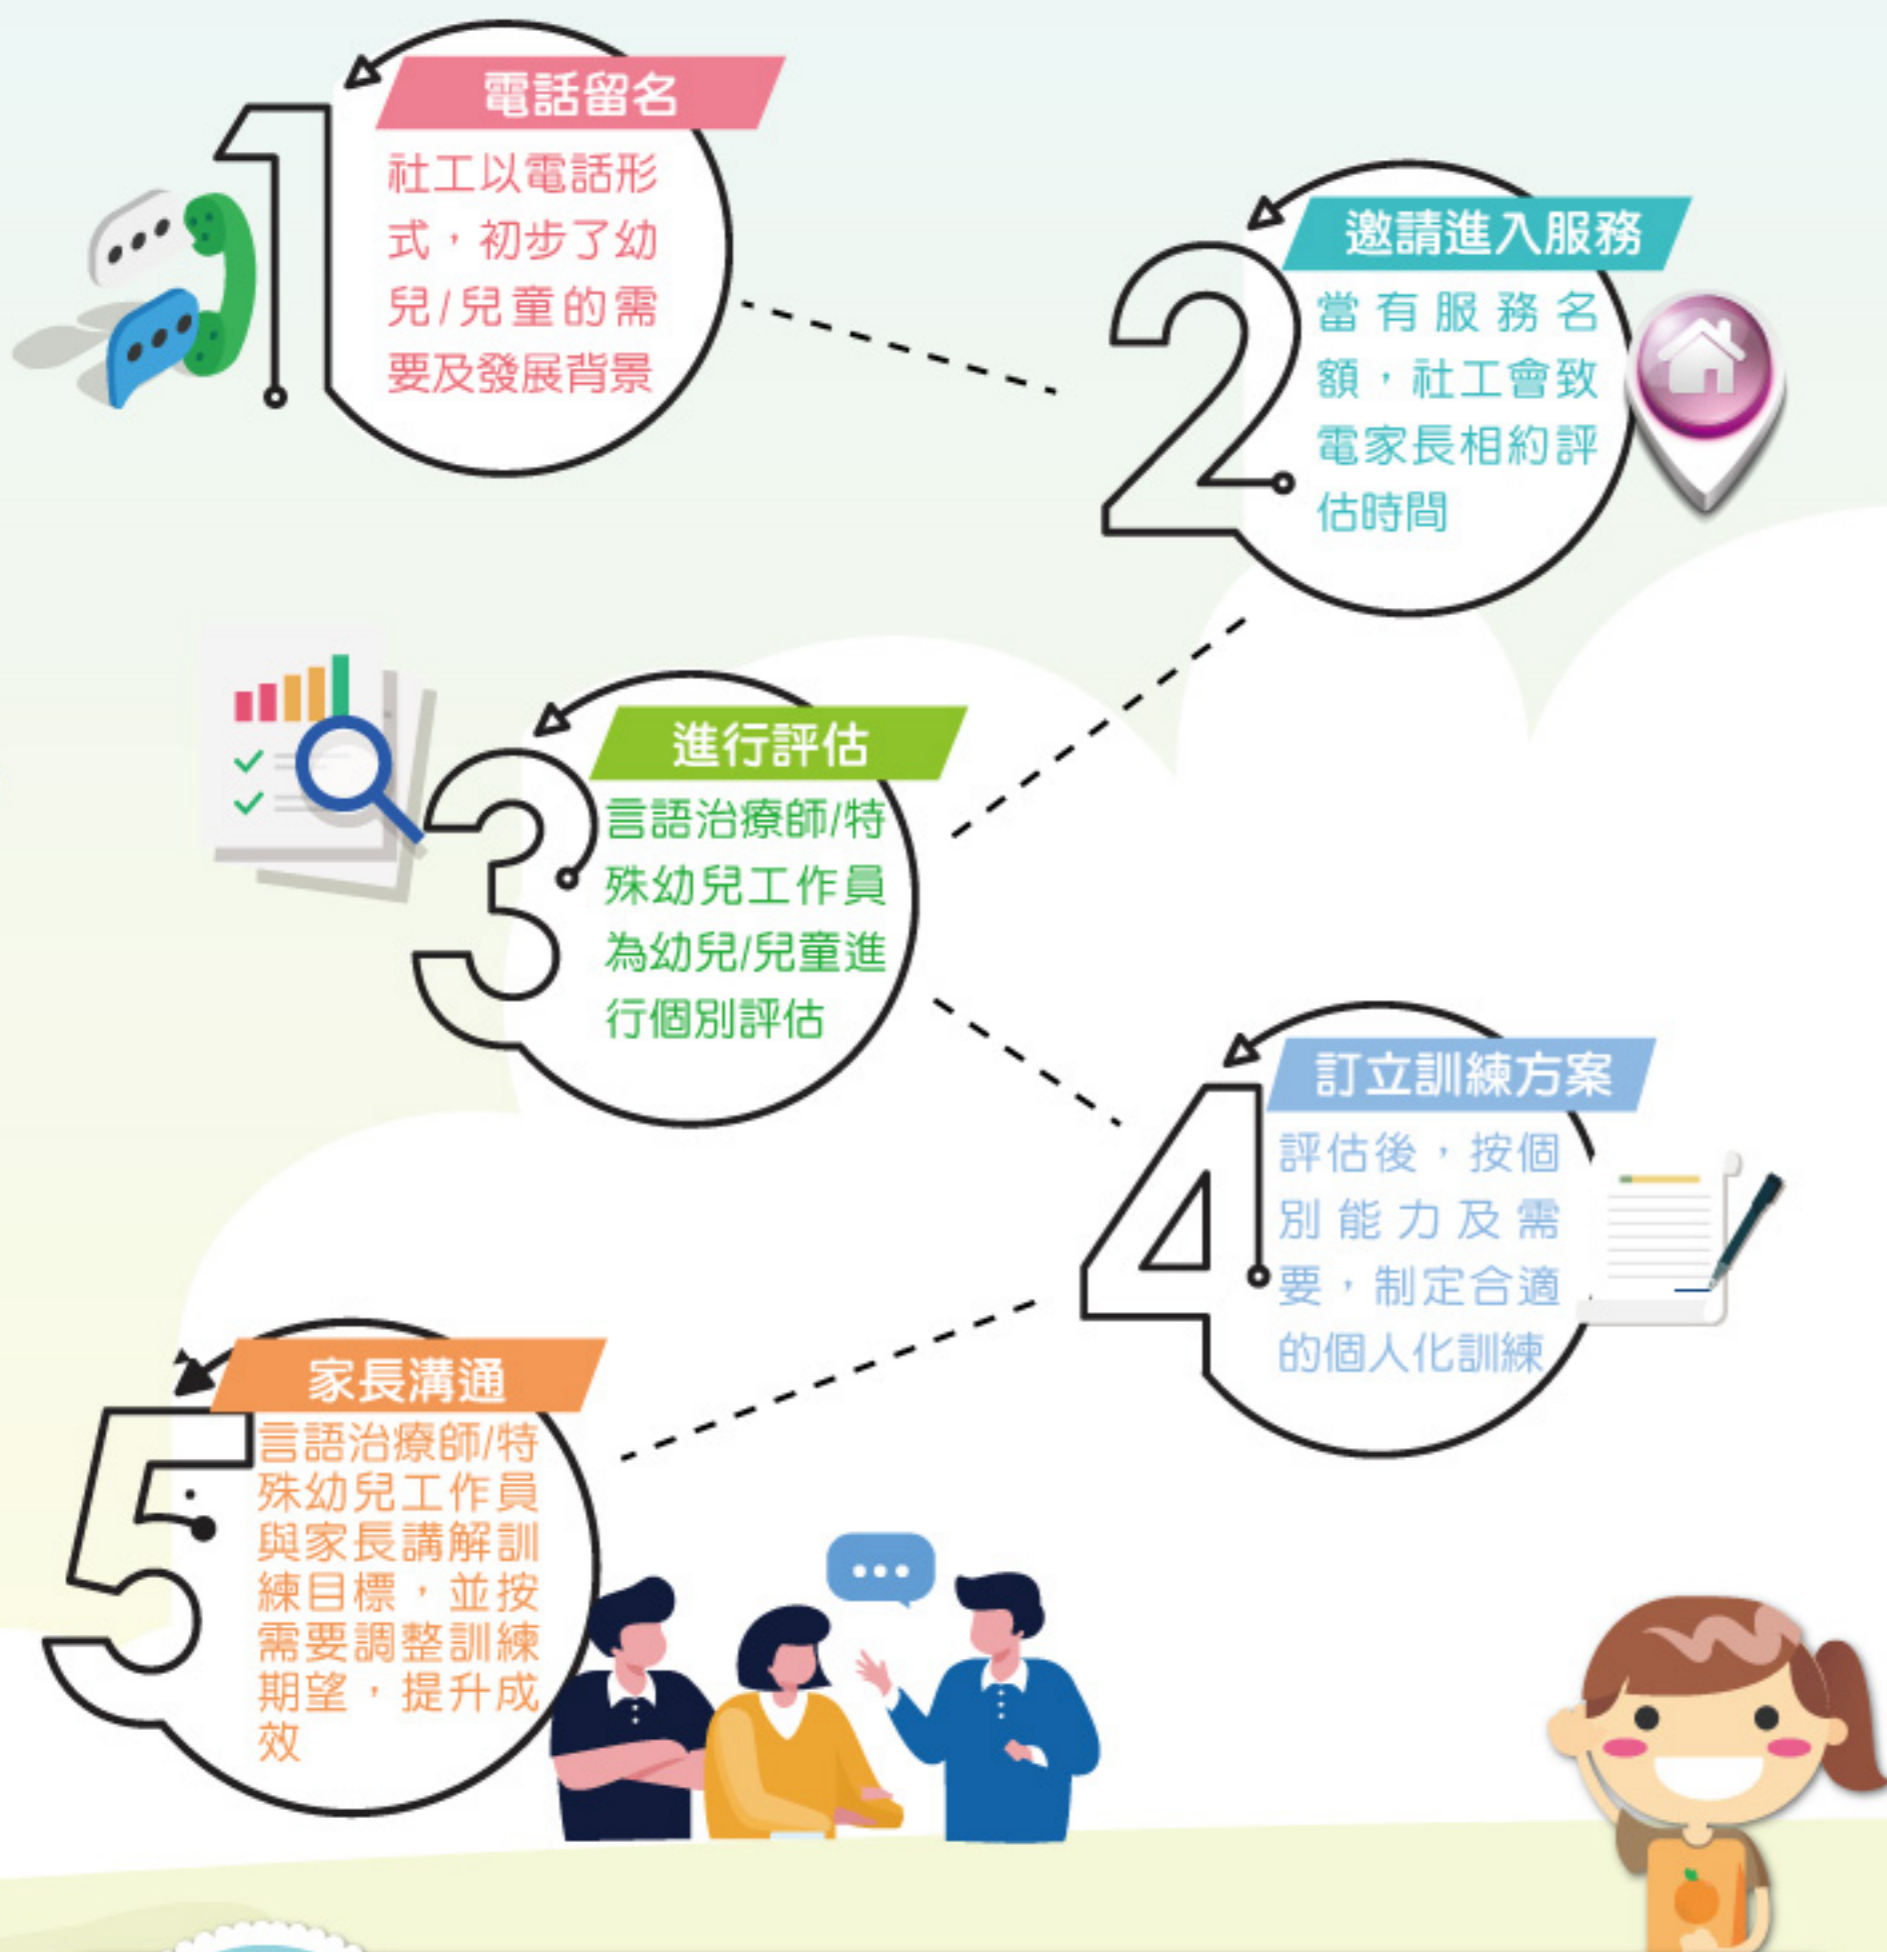 1
電話留名
社工以電話形
式，初步了幼
兒/兒童的需
要及發展背景
2
邀請進入服務
當有服務名
額，社工會致
電家長相約評
估時間
3
進行評估
言語治療師/特
殊幼兒工作員
為幼兒/兒童進
行個別評估
4
訂立訓練方案
評估後，按個
別能力及需
要，制定合適
的個人化訓練
5
家長溝通
言語治療師/特
殊幼兒工作員
與家長講解訓
練目標，並按
需要調整訓練
期望，提升成
效